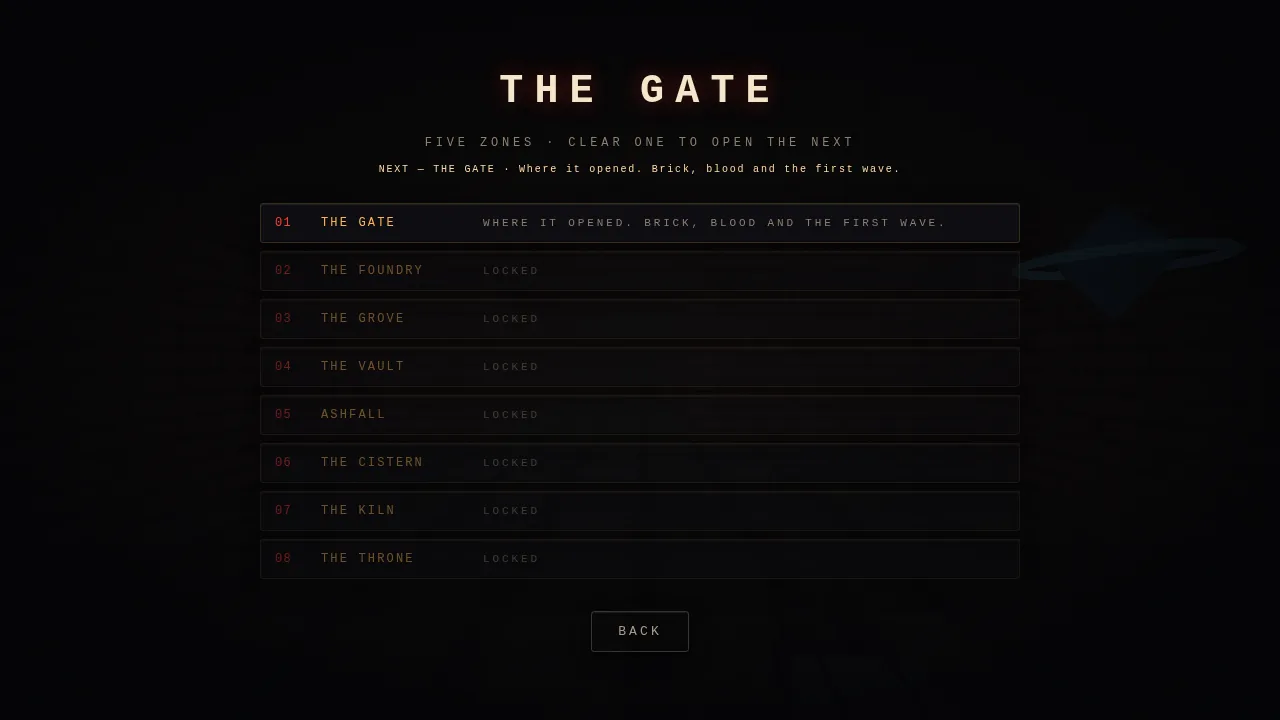 THE GATE
FIVE ZONES · CLEAR ONE TO OPEN THE NEXT
NEXT — THE GATE · Where it opened. Brick, blood and the first wave.
01 THE GATE WHERE IT OPENED. BRICK, BLOOD AND THE FIRST WAVE.
02 THE FOUNDRY LOCKED
03 THE GROVE LOCKED
04 THE VAULT LOCKED
05 ASHFALL LOCKED
06 THE CISTERN LOCKED
07 THE KILN LOCKED
08 THE THRONE LOCKED
BACK